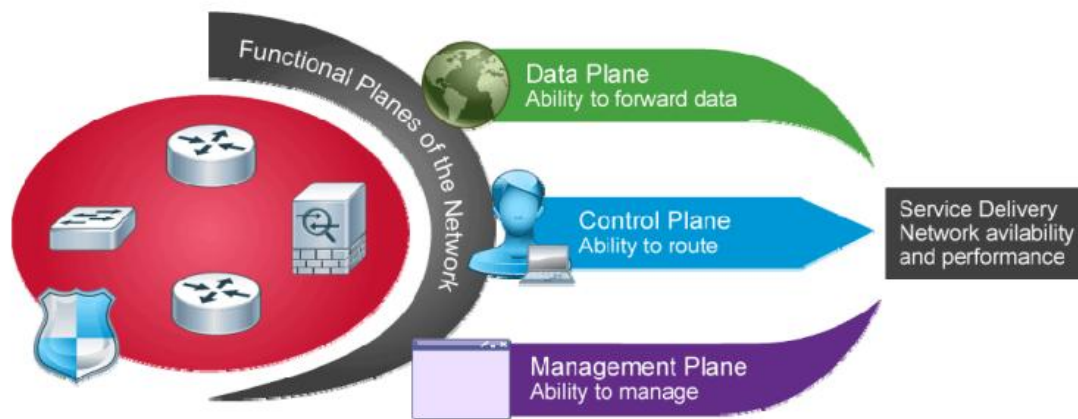 Functional Planes of the Network
Data Plane
Ability to forward data
Control Plane
Ability to route
Service Delivery
Network avilability
and performance
Management Plane
Ability to manage